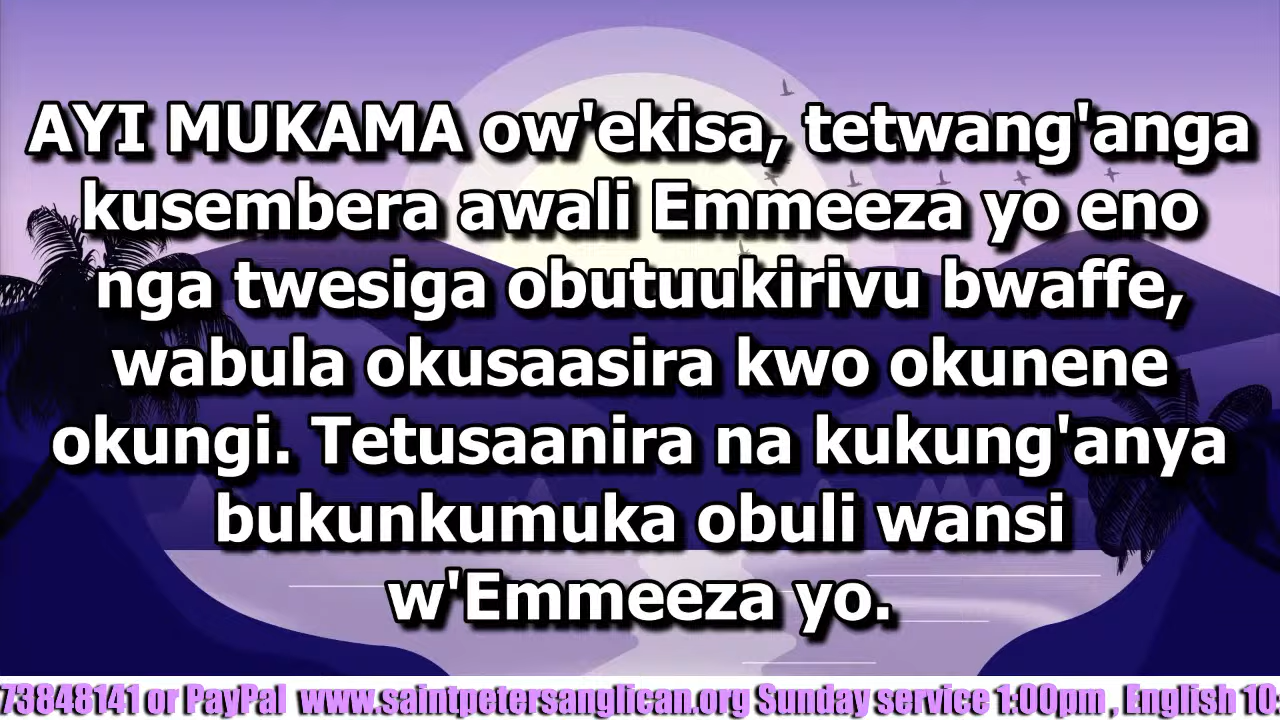 AYI MUKAMA ow'ekisa, tetwang'anga
kusembera awali Emmeeza yo eno
nga twesiga obutuukirivu bwaffe,
wabula okusaasira kwo okunene
okungi. Tetusaanira na kukung'anya
bukunkumuka obuli wansi
w'Emmeeza yo.
73848141 or PayPal www.saintpetersanglican.org Sunday service 1:00pm , English 10: